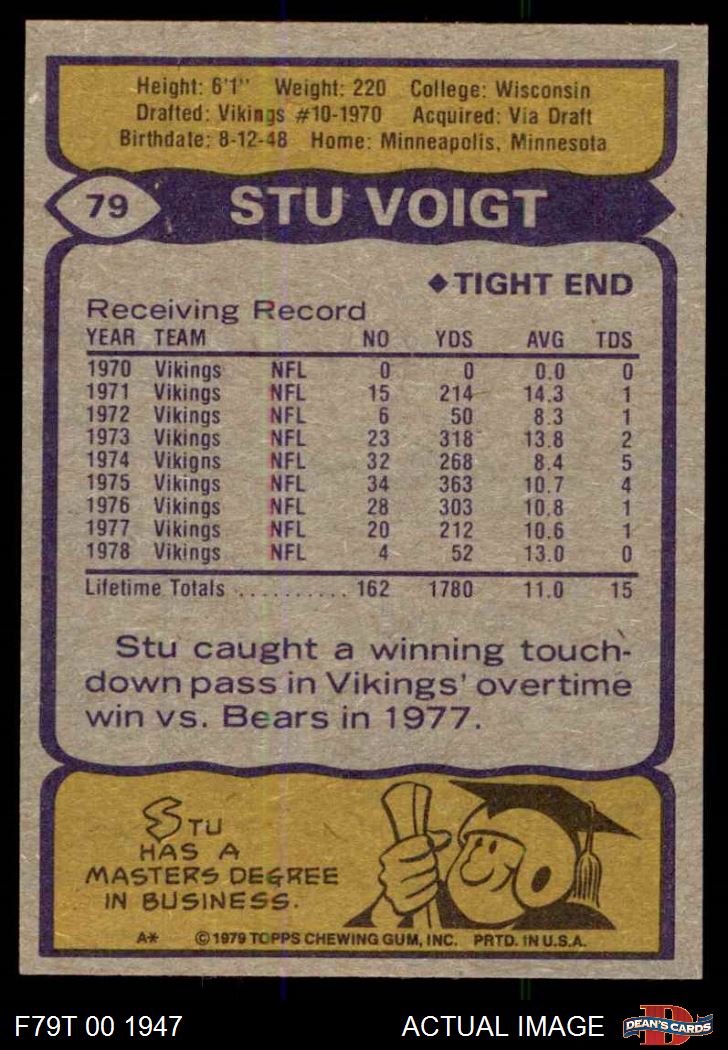 Height: 6'1" Weight: 220 College: Wisconsin
Drafted: Vikings #10-1970 Acquired: Via Draft
Birthdate: 8-12-48 Home: Minneapolis, Minnesota
79 STU VOIGT
◆TIGHT END
Receiving Record
YEAR TEAM NO YDS AVG TDS
1970 Vikings NFL 0 0 0.0 0
1971 Vikings NFL 15 214 14.3 1
1972 Vikings NFL 6 50 8.3 1
1973 Vikings NFL 23 318 13.8 2
1974 Vikigns NFL 32 268 8.4 5
1975 Vikings NFL 34 363 10.7 4
1976 Vikings NFL 28 303 10.8 1
1977 Vikings NFL 20 212 10.6 1
1978 Vikings NFL 4 52 13.0 0
Lifetime Totals .......... 162 1780 11.0 15
Stu caught a winning touch-
down pass in Vikings' overtime
win vs. Bears in 1977.
STU
HAS A
MASTERS DEGREE
IN BUSINESS.
A* ©1979 TOPPS CHEWING GUM, INC. PRTD. IN U.S.A.
F79T 00 1947 ACTUAL IMAGE D DEAN'S CARDS